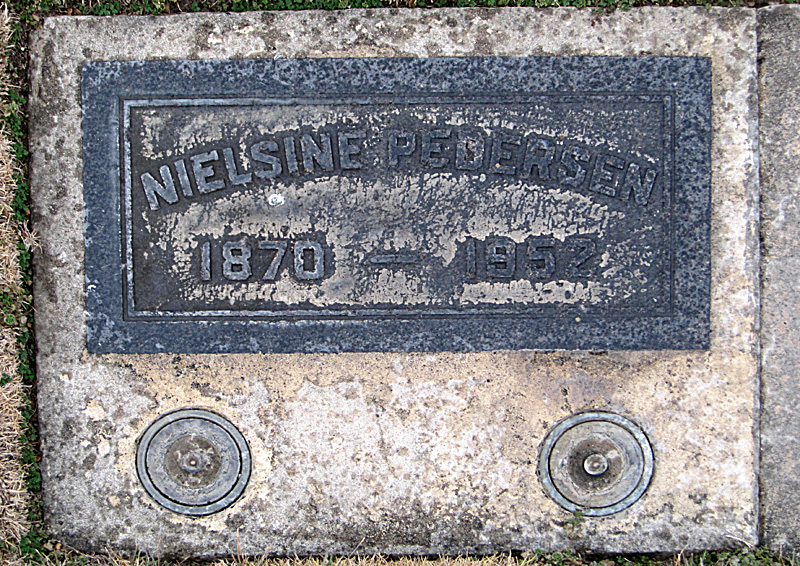 NIELSINE PEDERSEN
1870 — 1952